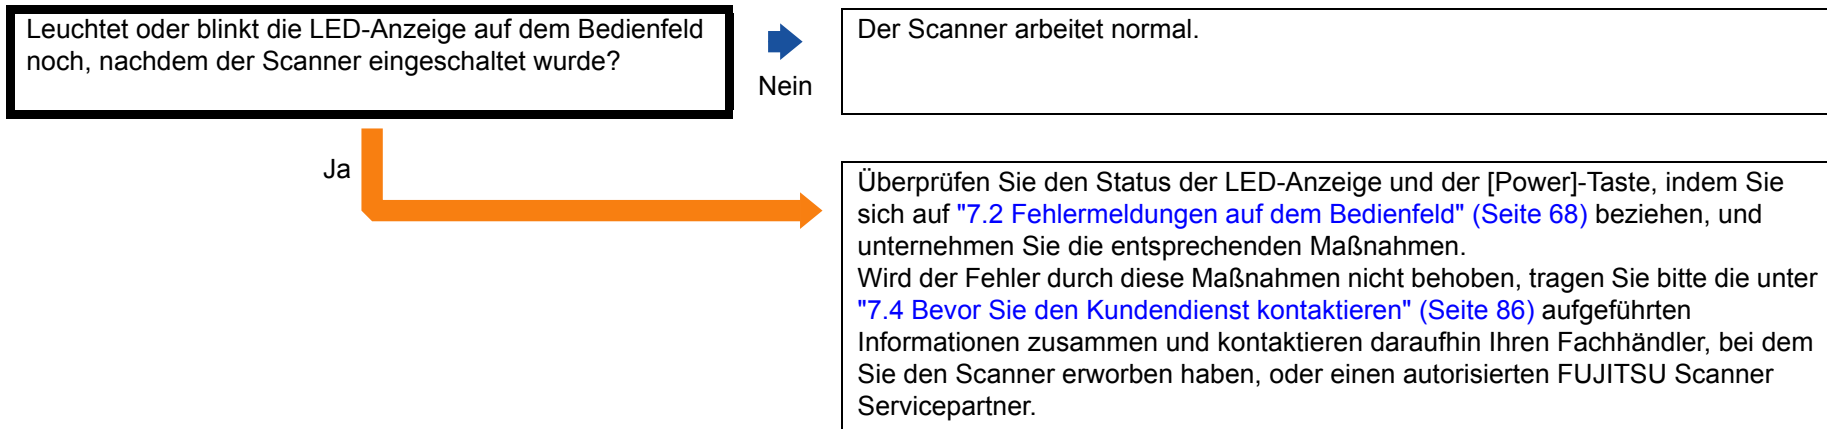 Leuchtet oder blinkt die LED-Anzeige auf dem Bedienfeld
noch, nachdem der Scanner eingeschaltet wurde?
Nein
Der Scanner arbeitet normal.
Ja
Überprüfen Sie den Status der LED-Anzeige und der [Power]-Taste, indem Sie
sich auf "7.2 Fehlermeldungen auf dem Bedienfeld" (Seite 68) beziehen, und
unternehmen Sie die entsprechenden Maßnahmen.
Wird der Fehler durch diese Maßnahmen nicht behoben, tragen Sie bitte die unter
"7.4 Bevor Sie den Kundendienst kontaktieren" (Seite 86) aufgeführten
Informationen zusammen und kontaktieren daraufhin Ihren Fachhändler, bei dem
Sie den Scanner erworben haben, oder einen autorisierten FUJITSU Scanner
Servicepartner.